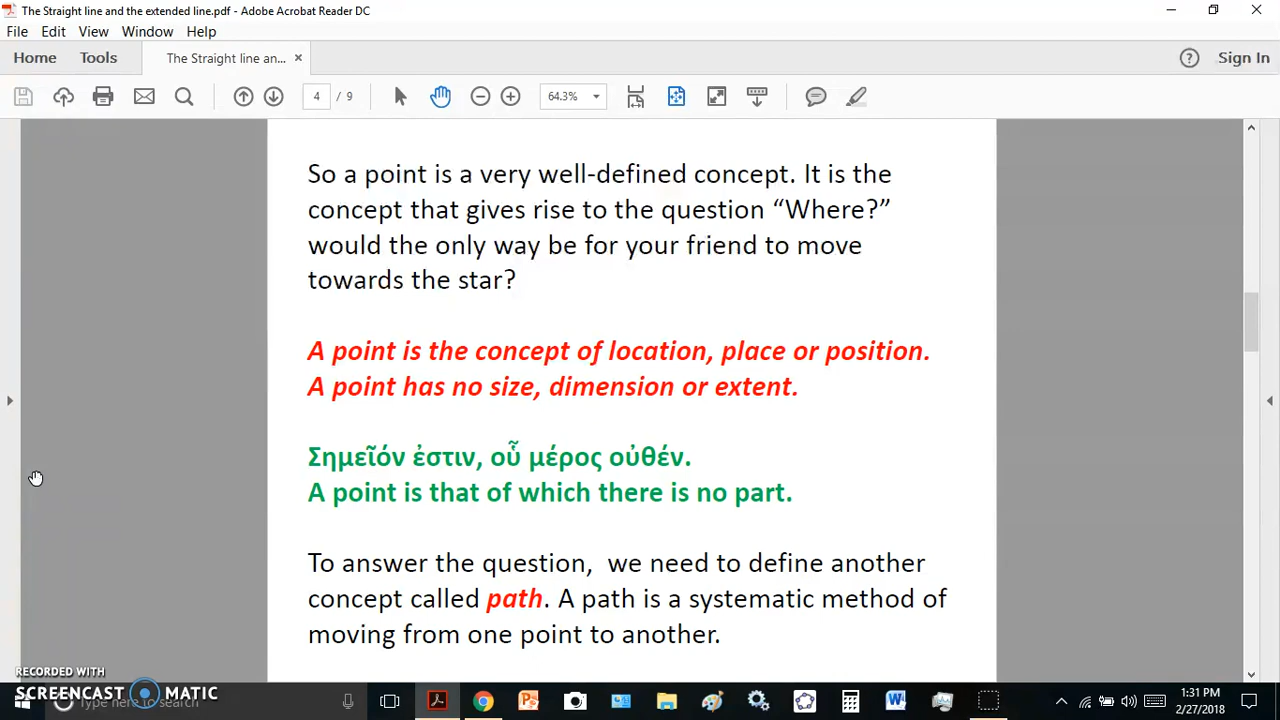 The Straight line and the extended line.pdf - Adobe Acrobat Reader DC
File Edit View Window Help
Home Tools The Straight line an... × ? Sign In
4 / 9 64.3%
So a point is a very well-defined concept. It is the
concept that gives rise to the question “Where?”
would the only way be for your friend to move
towards the star?
A point is the concept of location, place or position.
A point has no size, dimension or extent.
Σημεῖόν ἐστιν, οὗ μέρος οὐθέν.
A point is that of which there is no part.
To answer the question, we need to define another
concept called path. A path is a systematic method of
moving from one point to another.
RECORDED WITH
SCREENCAST MATIC
Type here to search
1:31 PM
2/27/2018